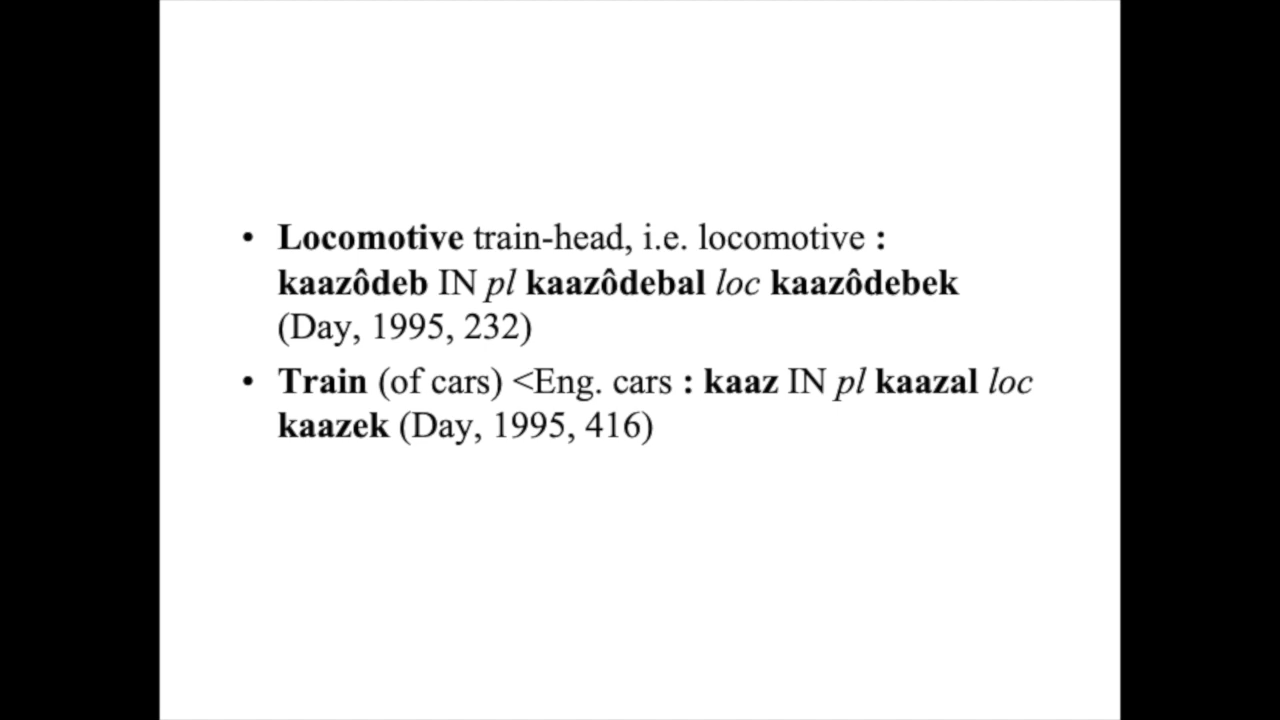 • Locomotive train-head, i.e. locomotive :
kaazôdeb IN pl kaazôdebal loc kaazôdebek
(Day, 1995, 232)
• Train (of cars) <Eng. cars : kaaz IN pl kaazal loc
kaazek (Day, 1995, 416)